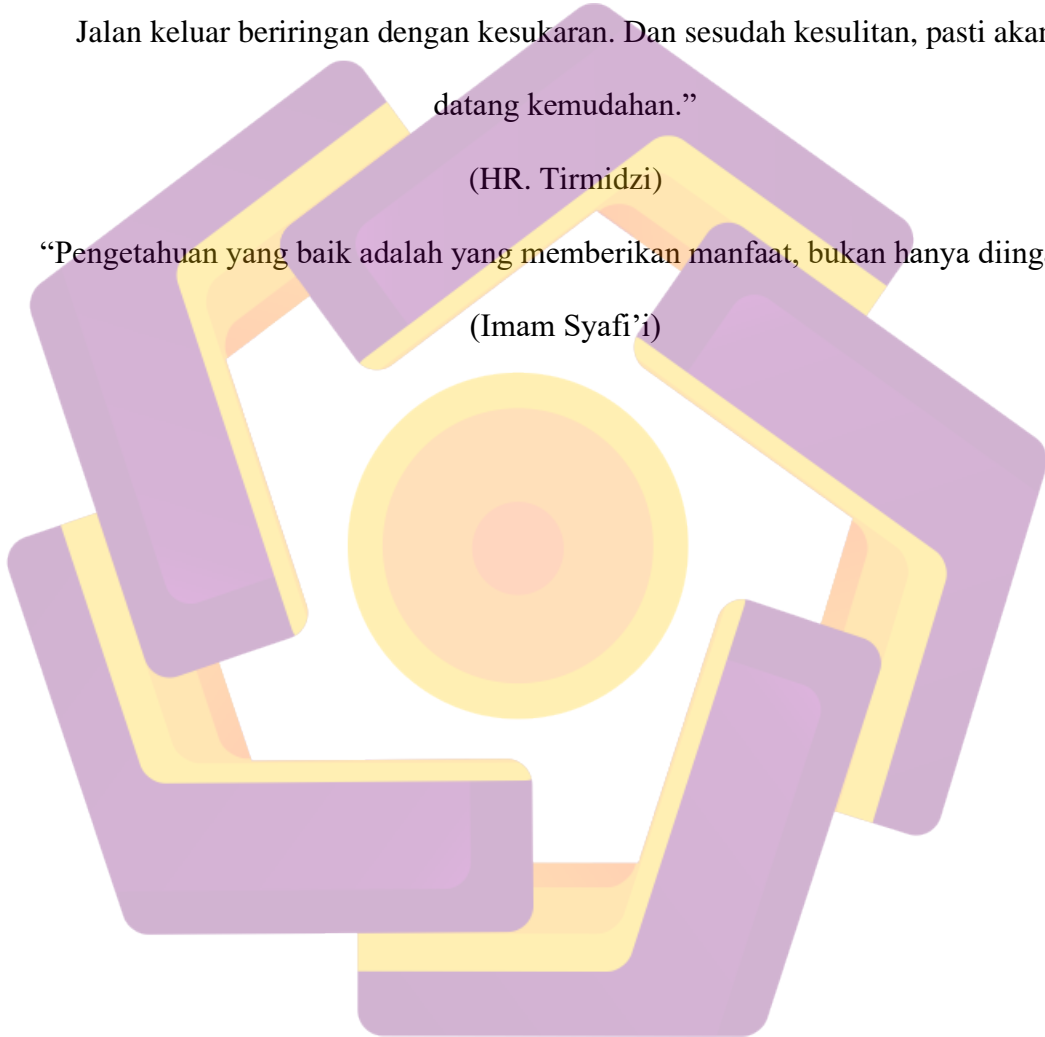 Jalan keluar beriringan dengan kesukaran. Dan sesudah kesulitan, pasti akan
datang kemudahan.”
(HR. Tirmidzi)
“Pengetahuan yang baik adalah yang memberikan manfaat, bukan hanya
(Imam Syafi’i)